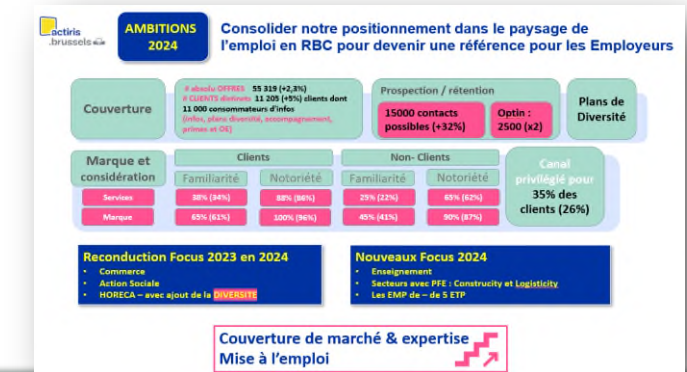 actiris
.brussels
AMBITIONS
2024
Consolider notre positionnement dans le paysage de
l'emploi en RBC pour devenir une référence pour les Employeurs
Couverture
# absolu OFFRES 55 319 (+2,3%)
# CLIENTS distincts 11 205 (+5%) clients dont
11 000 consommateurs d'infos
(infos, plans diversité, accompagnement,
primes et OE)
Prospection / rétention
15000 contacts
possibles (+32%)
Optin :
2500 (x2)
Plans de
Diversité
Marque et
considération
Clients
Non- Clients
Familiarité
Notoriété
Familiarité
Notoriété
Services
38% (34%)
88% (86%)
25% (22%)
65% (62%)
Marque
65% (61%)
100% (96%)
45% (41%)
90% (87%)
Canal
privilégié pour
35% des
clients (26%)
Reconduction Focus 2023 en 2024
• Commerce
• Action Sociale
• HORECA – avec ajout de la DIVERSITE
Nouveaux Focus 2024
• Enseignement
• Secteurs avec PFE : Construcity et Logisticity
• Les EMP de – de 5 ETP
Couverture de marché & expertise
Mise à l'emploi